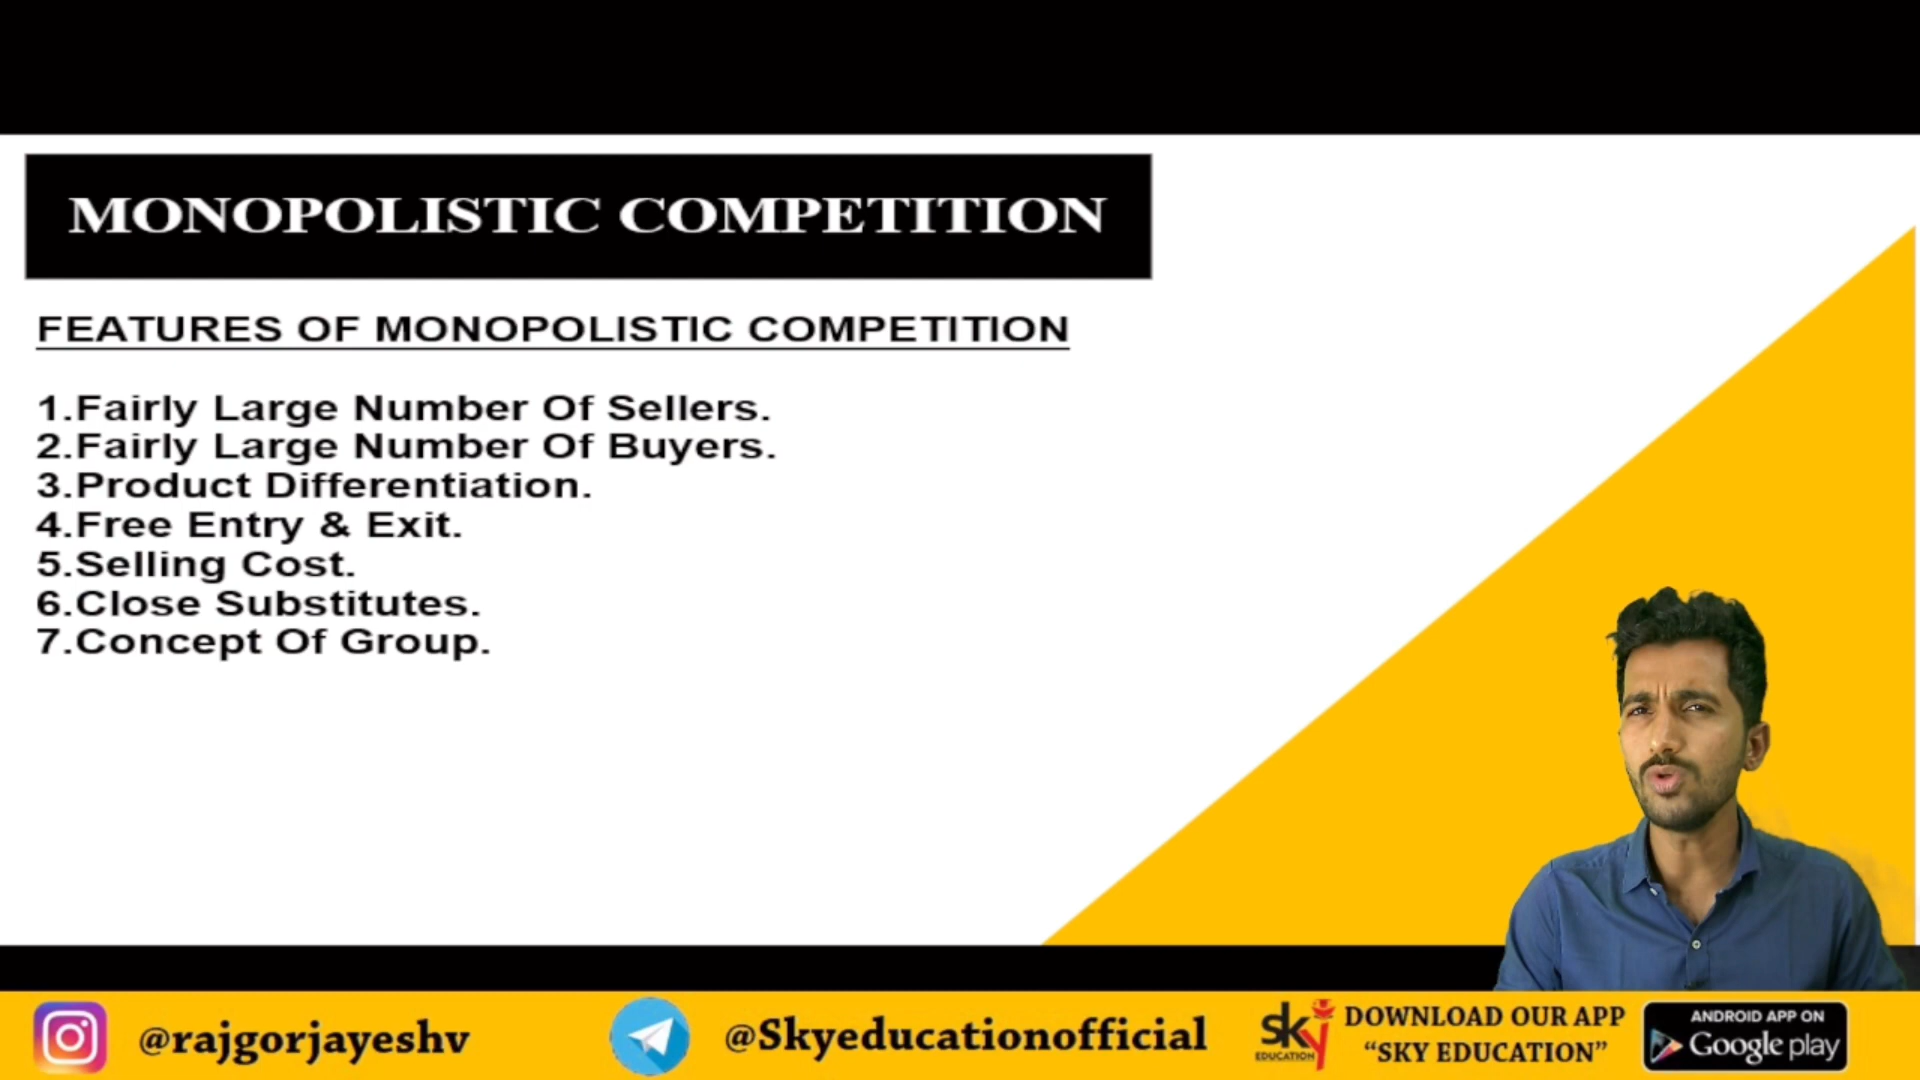 MONOPOLISTIC COMPETITION
FEATURES OF MONOPOLISTIC COMPETITION
1.Fairly Large Number Of Sellers.
2.Fairly Large Number Of Buyers.
3.Product Differentiation.
4.Free Entry & Exit.
5.Selling Cost.
6.Close Substitutes.
7.Concept Of Group.
@rajgorjayeshv
@Skyeducationofficial
sky
EDUCATION
DOWNLOAD OUR APP
“SKY EDUCATION”
ANDROID APP ON
Google play